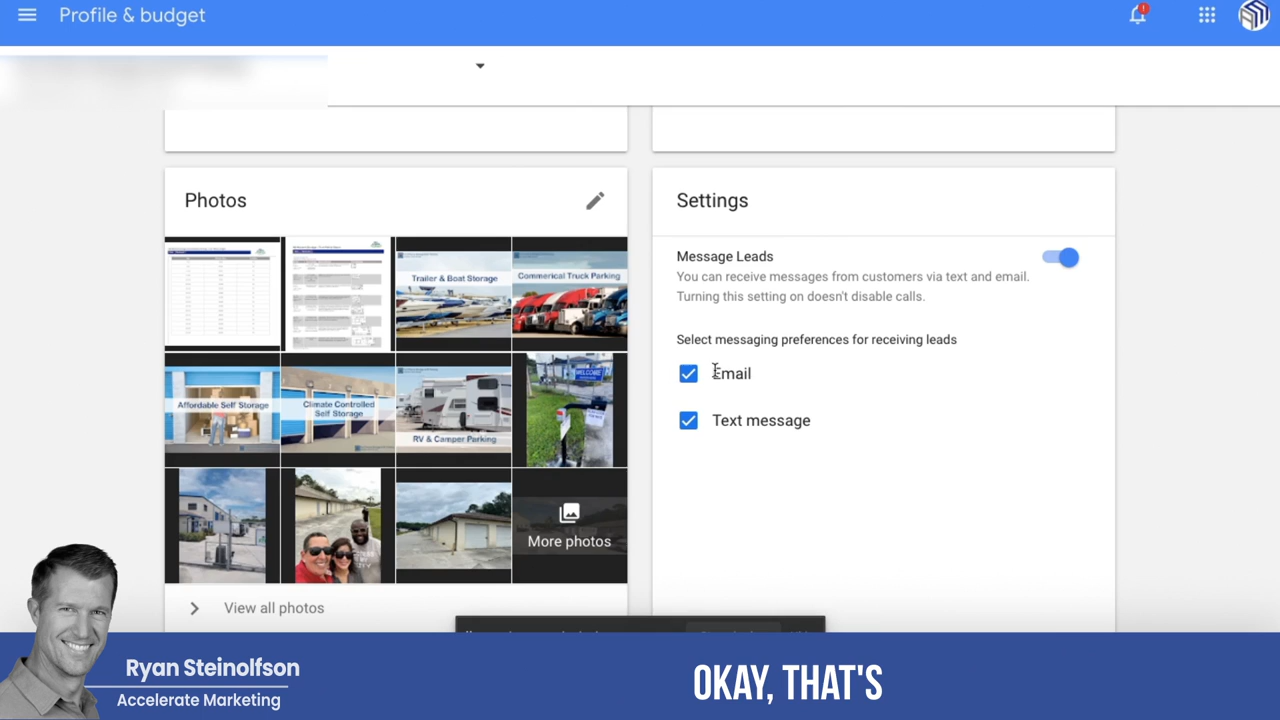 Profile & budget
Photos
Trailer & Boat Storage
Commerical Truck Parking
Affordable Self Storage
Climate Controlled
Self Storage
RV & Camper Parking
WELCOME
More photos
View all photos
Settings
Message Leads
You can receive messages from customers via text and email.
Turning this setting on doesn't disable calls.
Select messaging preferences for receiving leads
Email
Text message
Ryan Steinolfson
Accelerate Marketing
OKAY, THAT'S